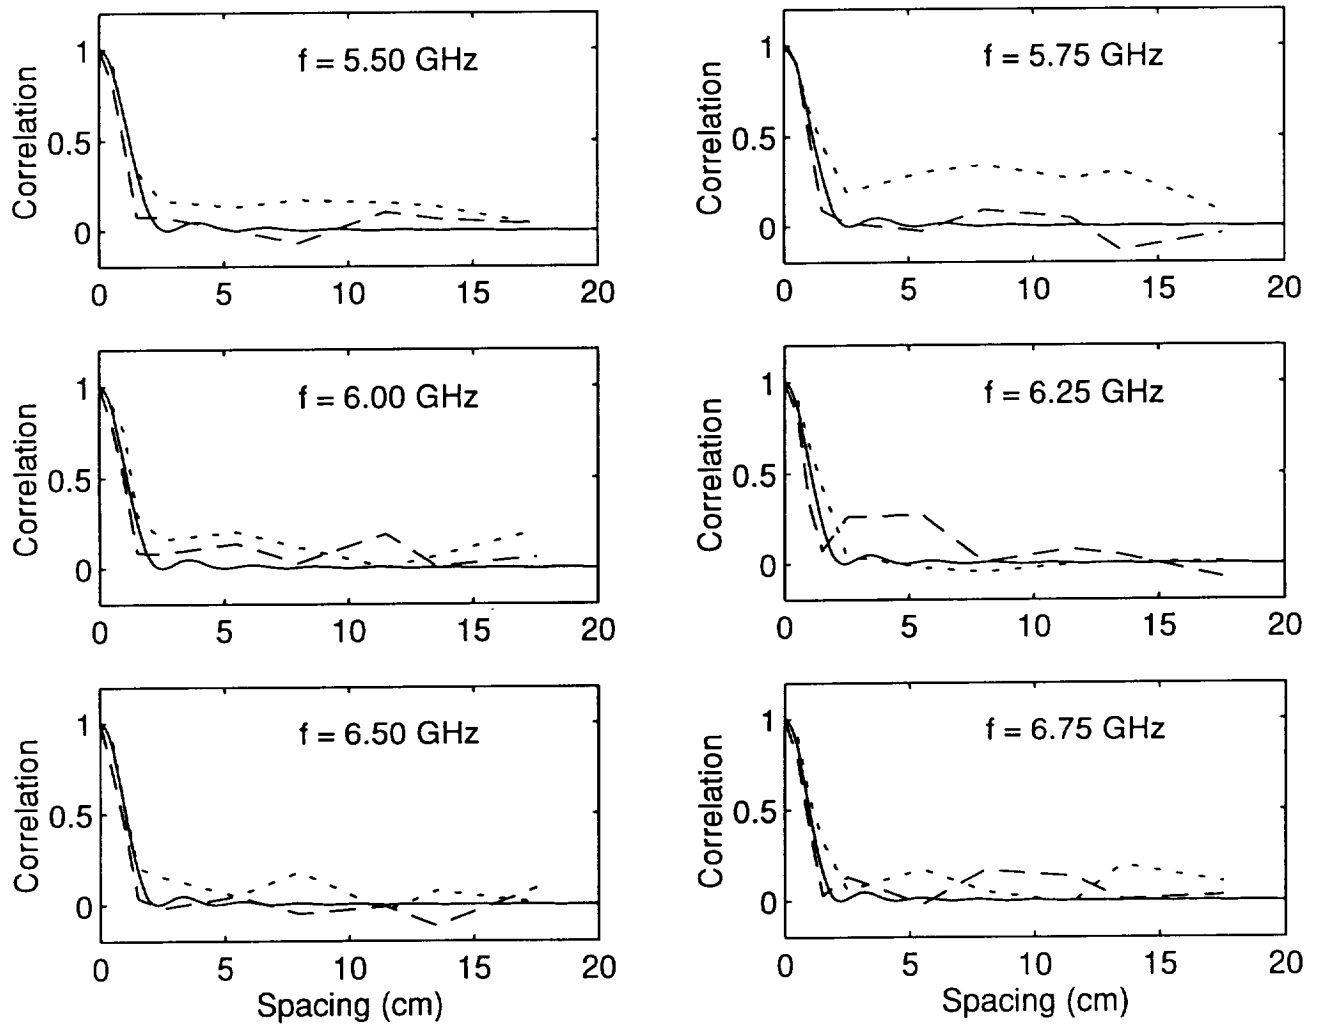 f = 5.50 GHz
Correlation
1
0.5
0
0 5 10 15 20
f = 5.75 GHz
Correlation
1
0.5
0
0 5 10 15 20
f = 6.00 GHz
Correlation
1
0.5
0
0 5 10 15 20
f = 6.25 GHz
Correlation
1
0.5
0
0 5 10 15 20
f = 6.50 GHz
Correlation
1
0.5
0
0 5 10 15 20
Spacing (cm)
f = 6.75 GHz
Correlation
1
0.5
0
0 5 10 15 20
Spacing (cm)